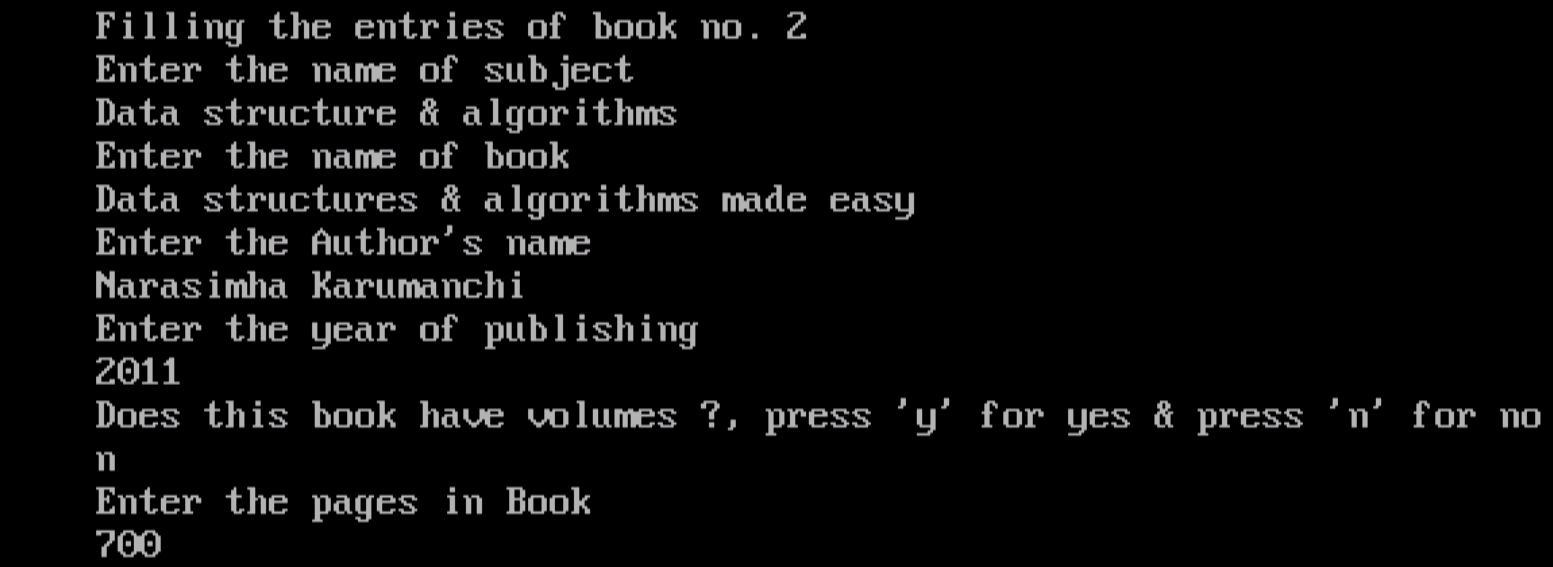 Filling the entries of book no. 2
Enter the name of subject
Data structure & algorithms
Enter the name of book
Data structures & algorithms made easy
Enter the Author's name
Narasimha Karumanchi
Enter the year of publishing
2011
Does this book have volumes ?, press 'y' for yes & press 'n' for no
n
Enter the pages in Book
700